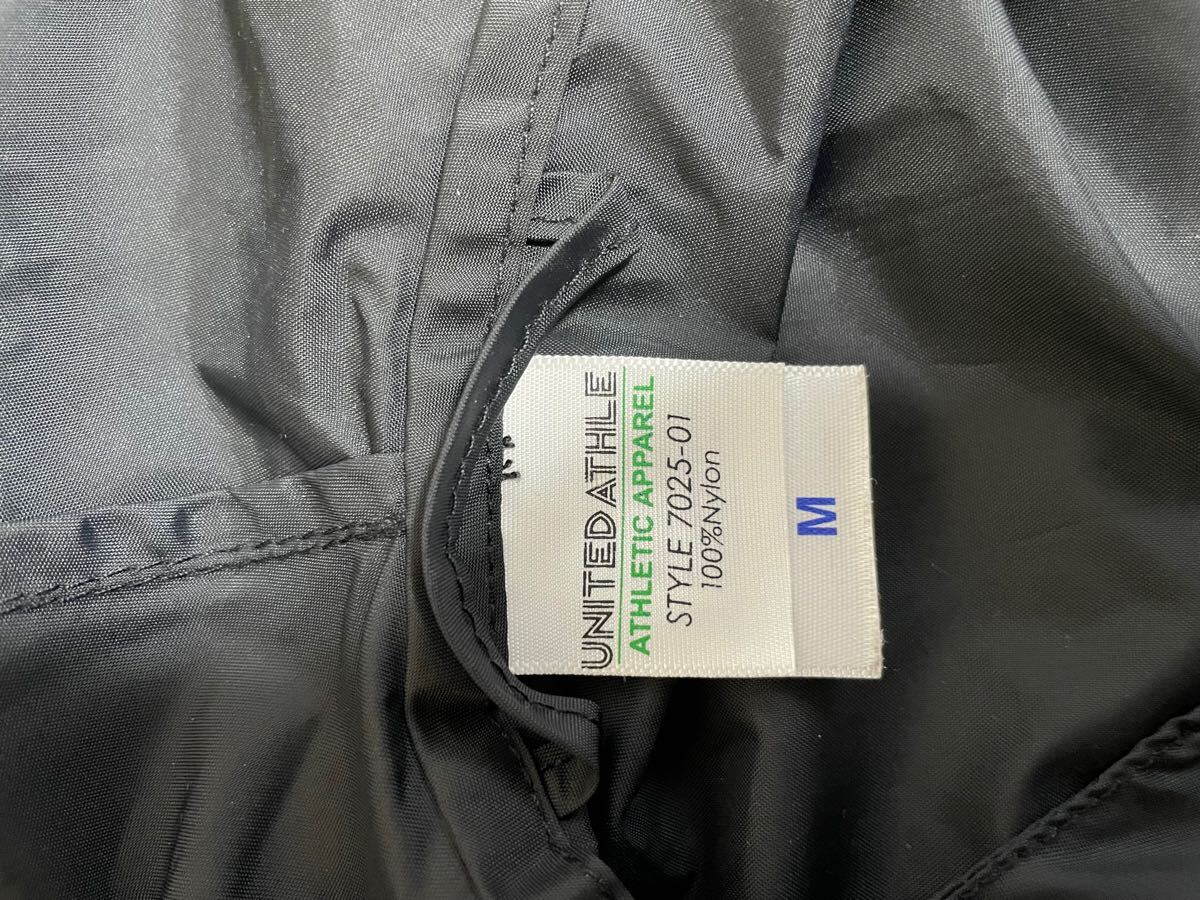 UNITED ATHLE
ATHLETIC APPAREL
STYLE 7025-01
100%Nylon
M